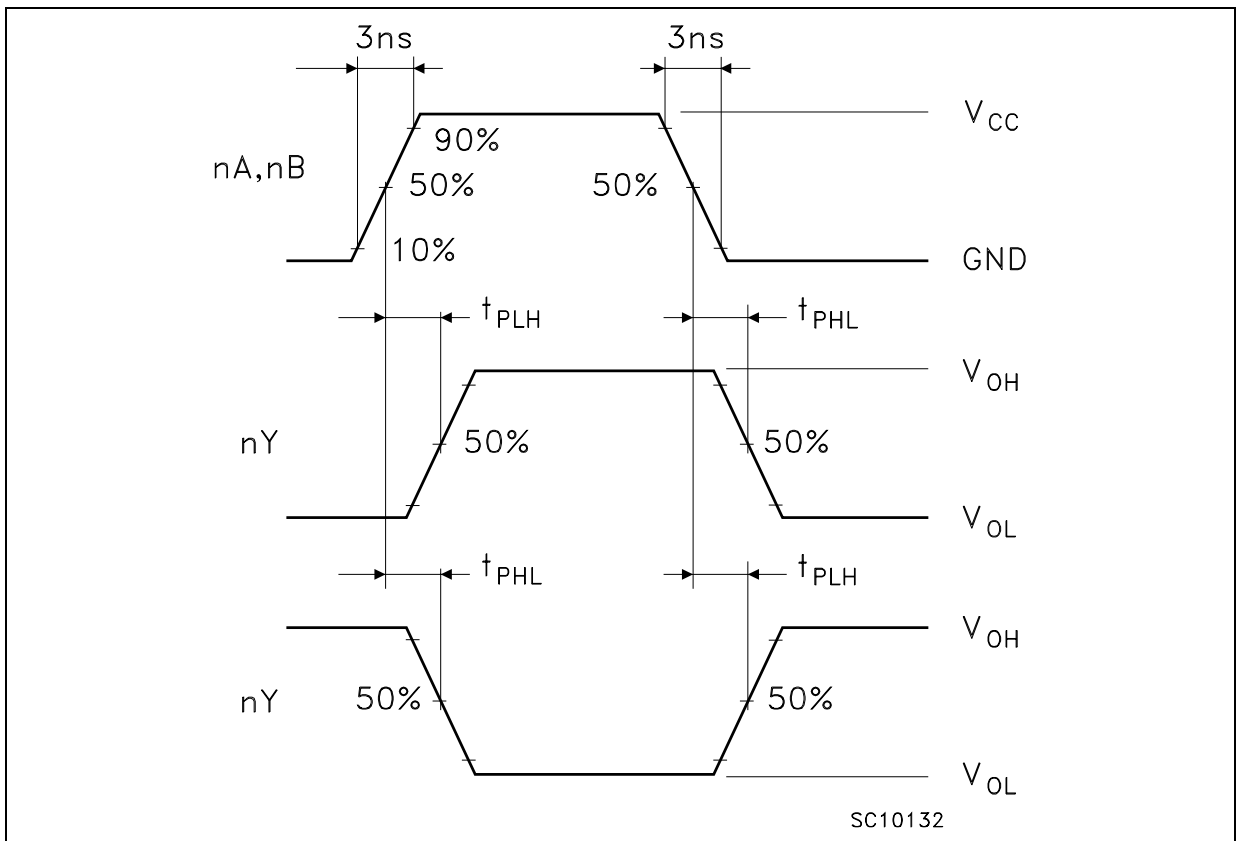 3ns 3ns
V_CC
90%
nA,nB
50% 50%
10%
GND
t_PLH t_PHL
V_OH
nY
50% 50%
V_OL
t_PHL t_PLH
V_OH
nY
50% 50%
V_OL
SC10132